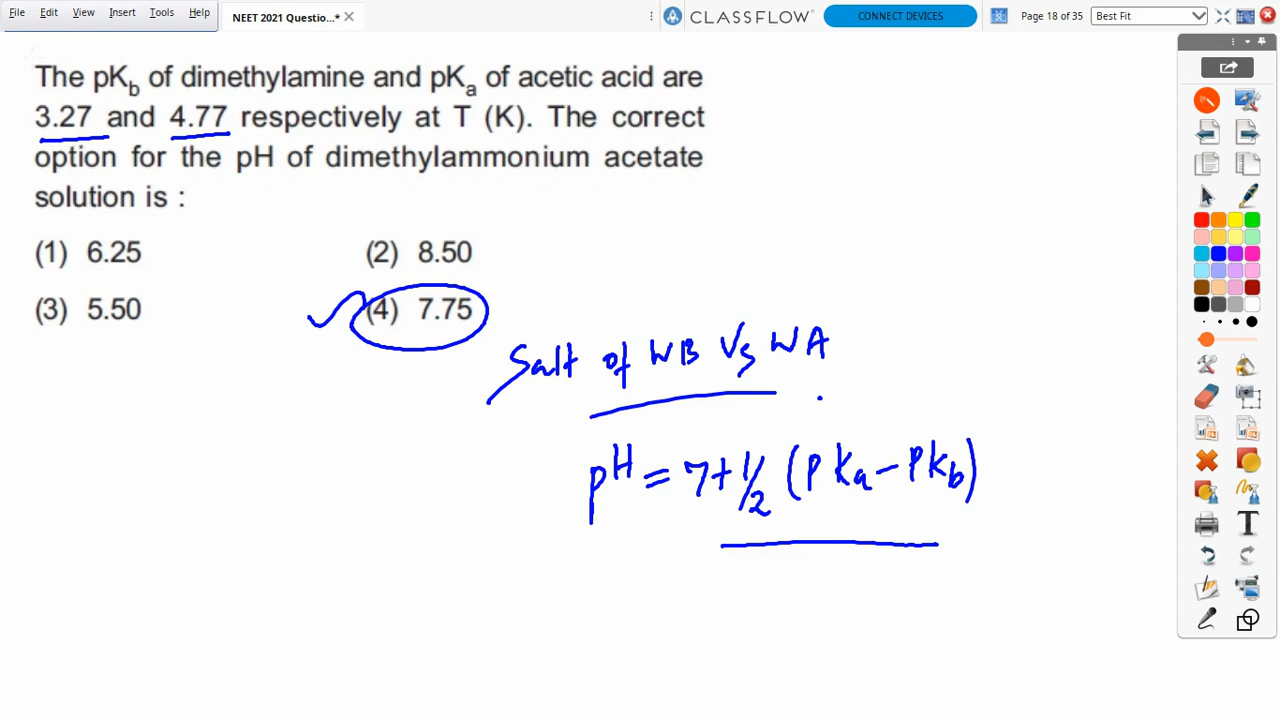 File Edit View Insert Tools Help
NEET 2021 Questio...*
CLASSFLOW
CONNECT DEVICES
Page 18 of 35
Best Fit
The pKb of dimethylamine and pKa of acetic acid are
3.27 and 4.77 respectively at T (K). The correct
option for the pH of dimethylammonium acetate
solution is :
(1) 6.25 (2) 8.50
(3) 5.50 (4) 7.75
Salt of WB Vs WA
pH = 7+1/2 (PKa-PKb)